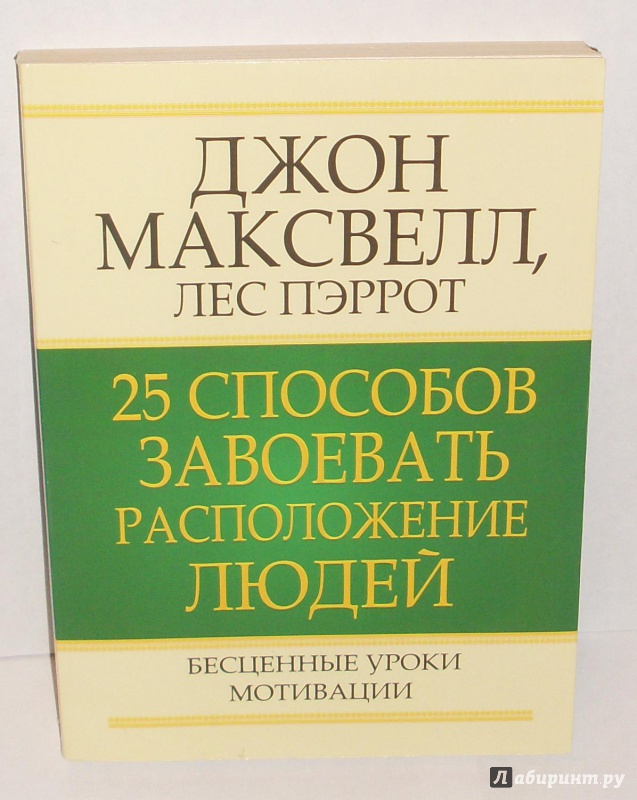 ДЖОН
МАКСВЕЛЛ,
ЛЕС ПЭРРОТ
25 СПОСОБОВ
ЗАВОЕВАТЬ
РАСПОЛОЖЕНИЕ
ЛЮДЕЙ
БЕСЦЕННЫЕ УРОКИ
МОТИВАЦИИ
Лабиринт.ру